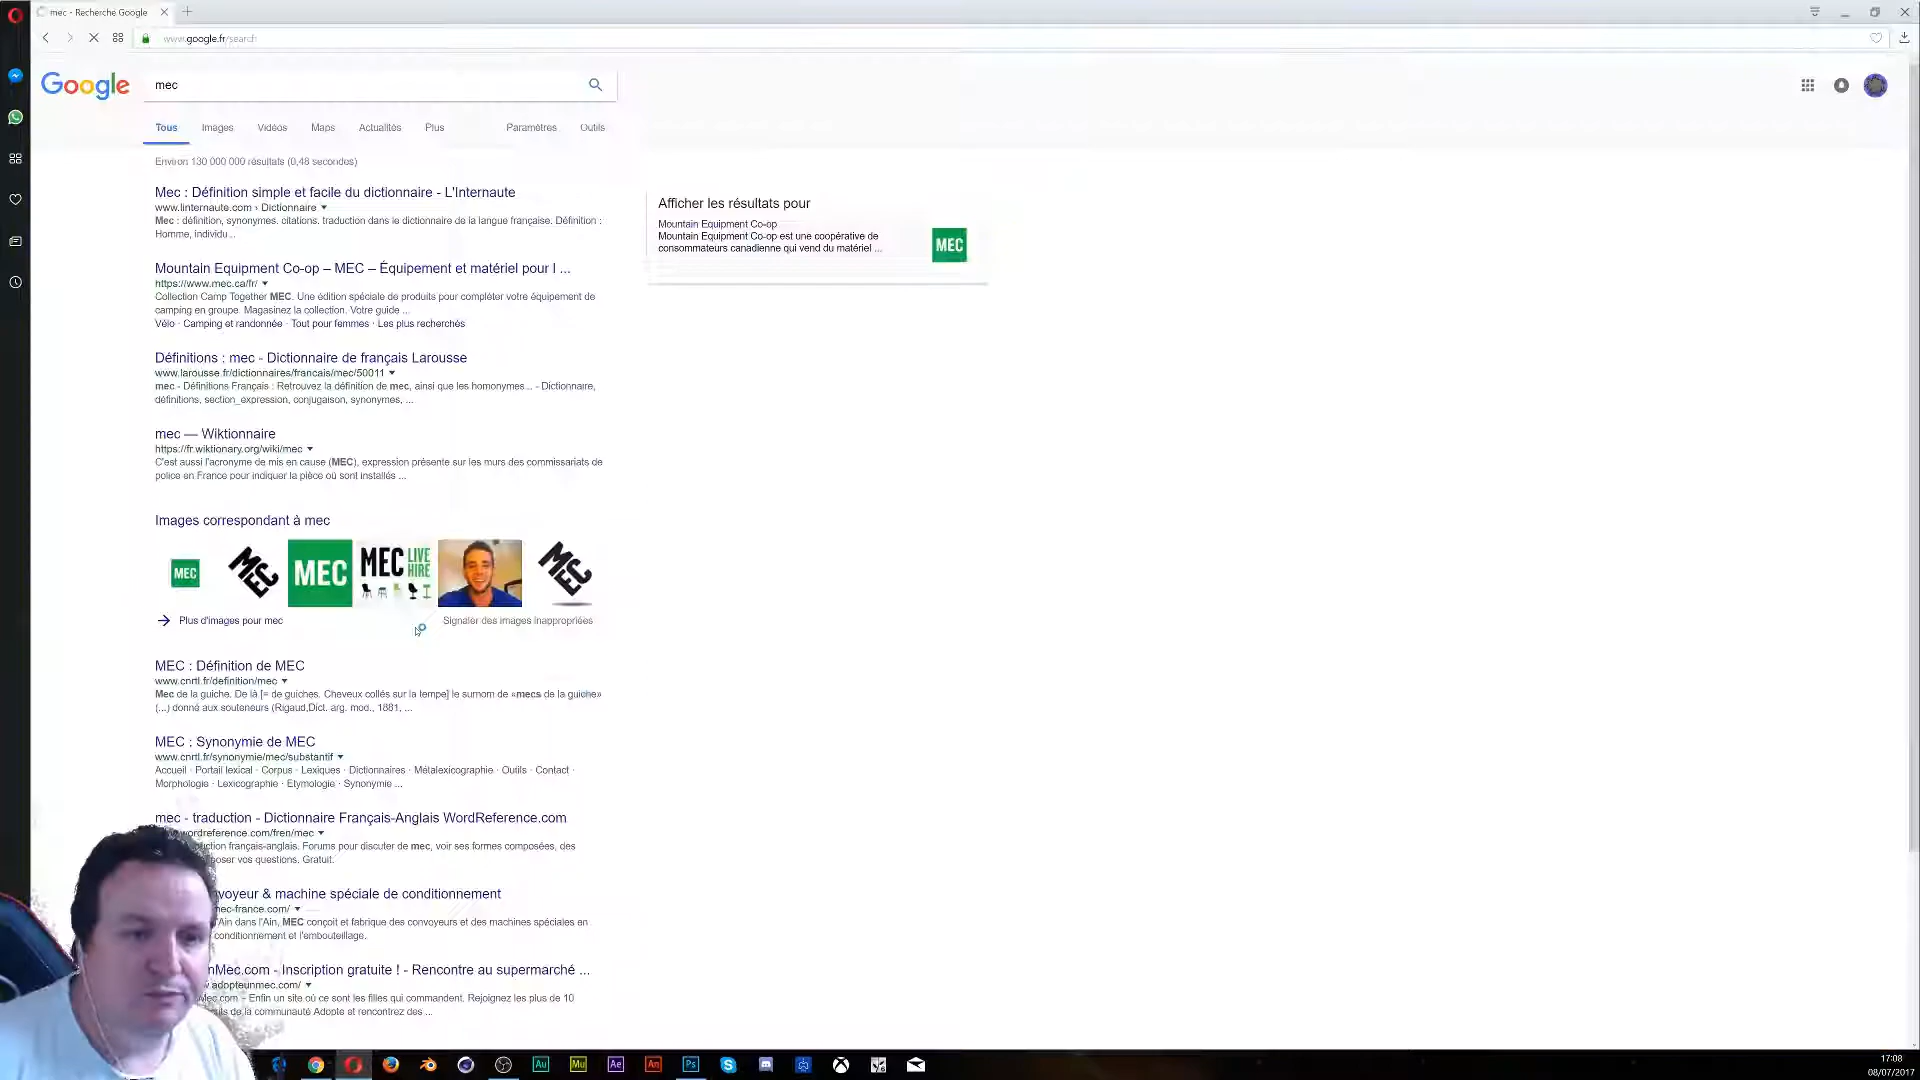 mec - Recherche Google
www.google.fr/search
Google
mec
Tous Images Vidéos Maps Actualités Plus Paramètres Outils
Environ 130 000 000 résultats (0,48 secondes)
Mec : Définition simple et facile du dictionnaire - L'Internaute
www.linternaute.com › Dictionnaire
Mec : définition, synonymes, citations, traduction dans le dictionnaire de la langue française. Définition :
Homme, individu...
Mountain Equipment Co-op – MEC – Équipement et matériel pour l ...
https://www.mec.ca/fr/
Collection Camp Together MEC. Une édition spéciale de produits pour compléter votre équipement de
camping en groupe. Magasinez la collection. Votre guide ...
Vélo · Camping et randonnée · Tout pour femmes · Les plus recherchés
Définitions : mec - Dictionnaire de français Larousse
www.larousse.fr/dictionnaires/francais/mec/50011
mec - Définitions Français : Retrouvez la définition de mec, ainsi que les homonymes... - Dictionnaire,
définitions, section_expression, conjugaison, synonymes, ...
mec — Wiktionnaire
https://fr.wiktionary.org/wiki/mec
C'est aussi l'acronyme de mis en cause (MEC), expression présente sur les murs des commissariats de
police en France pour indiquer la pièce où sont installés ...
Images correspondant à mec
MEC MEC MEC MEC LIVE HIRE MEC
Plus d'images pour mec Signaler des images inappropriées
MEC : Définition de MEC
www.cnrtl.fr/definition/mec
Mec de la guiche. De là [= de guiches. Cheveux collés sur la tempe] le surnom de «mecs de la guiche»
(...) donné aux souteneurs (Rigaud,Dict. arg. mod., 1881, ...
MEC : Synonymie de MEC
www.cnrtl.fr/synonymie/mec/substantif
Accueil · Portail lexical · Corpus · Lexiques · Dictionnaires · Métalexicographie · Outils · Contact ·
Morphologie · Lexicographie · Etymologie · Synonymie ...
mec - traduction - Dictionnaire Français-Anglais WordReference.com
wordreference.com/fren/mec
uction français-anglais. Forums pour discuter de mec, voir ses formes composées, des
poser vos questions. Gratuit.
voyeur & machine spéciale de conditionnement
mec-france.com/
'Ain dans l'Ain, MEC conçoit et fabrique des convoyeurs et des machines spéciales en
conditionnement et l'embouteillage.
nMec.com - Inscription gratuite ! - Rencontre au supermarché ...
adopteunmec.com/
Mec.com - Enfin un site où ce sont les filles qui commandent. Rejoignez les plus de 10
de la communauté Adopte et rencontrez des ...
Afficher les résultats pour
Mountain Equipment Co-op
Mountain Equipment Co-op est une coopérative de
consommateurs canadienne qui vend du matériel ...
MEC
Au Mu Ae An Ps
17:08
08/07/2017